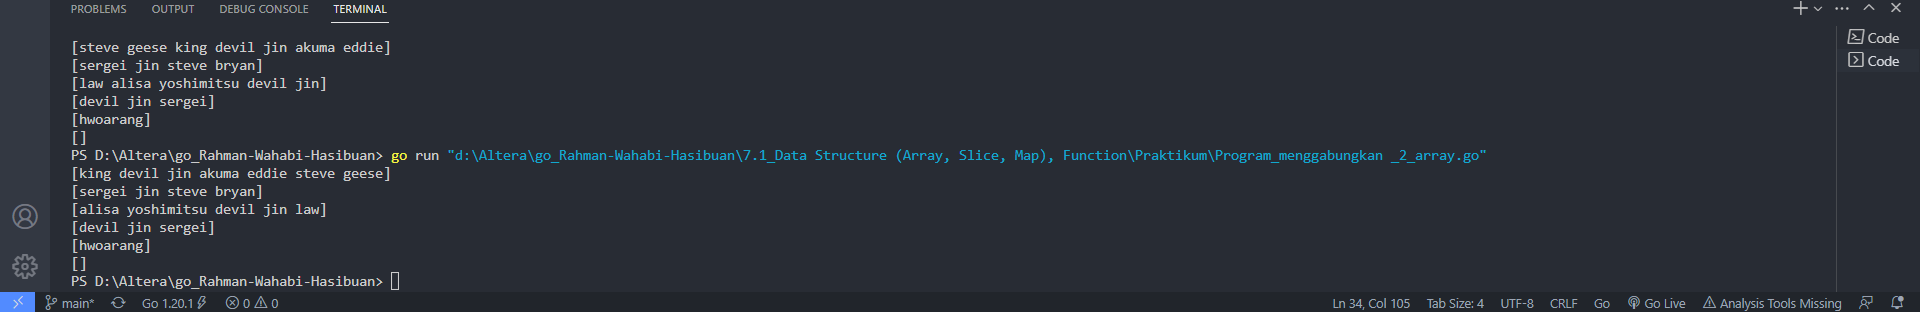 PROBLEMS OUTPUT DEBUG CONSOLE TERMINAL
[steve geese king devil jin akuma eddie]
[sergei jin steve bryan]
[law alisa yoshimitsu devil jin]
[devil jin sergei]
[hwoarang]
[]
PS D:\Altera\go_Rahman-Wahabi-Hasibuan> go run "d:\Altera\go_Rahman-Wahabi-Hasibuan\7.1_Data Structure (Array, Slice, Map), Function\Praktikum\Program_menggabungkan _2_array.go"
[king devil jin akuma eddie steve geese]
[sergei jin steve bryan]
[alisa yoshimitsu devil jin law]
[devil jin sergei]
[hwoarang]
[]
PS D:\Altera\go_Rahman-Wahabi-Hasibuan>
Code
Code
main* Go 1.20.1 0 0 Ln 34, Col 105 Tab Size: 4 UTF-8 CRLF Go Go Live Analysis Tools Missing